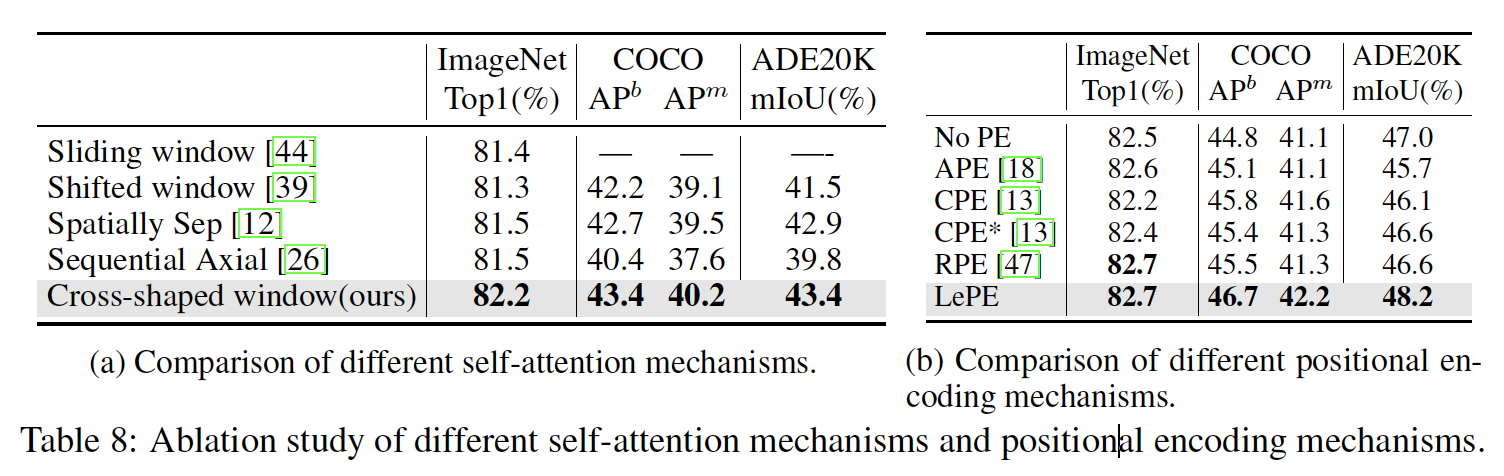 ImageNet COCO ADE20K
Top1(%) APᵇ APᵐ mIoU(%)
Sliding window [44] 81.4 — — —-
Shifted window [39] 81.3 42.2 39.1 41.5
Spatially Sep [12] 81.5 42.7 39.5 42.9
Sequential Axial [26] 81.5 40.4 37.6 39.8
Cross-shaped window(ours) 82.2 43.4 40.2 43.4
(a) Comparison of different self-attention mechanisms.
ImageNet COCO ADE20K
Top1(%) APᵇ APᵐ mIoU(%)
No PE 82.5 44.8 41.1 47.0
APE [18] 82.6 45.1 41.1 45.7
CPE [13] 82.2 45.8 41.6 46.1
CPE* [13] 82.4 45.4 41.3 46.6
RPE [47] 82.7 45.5 41.3 46.6
LePE 82.7 46.7 42.2 48.2
(b) Comparison of different positional en-
coding mechanisms.
Table 8: Ablation study of different self-attention mechanisms and positional encoding mechanisms.